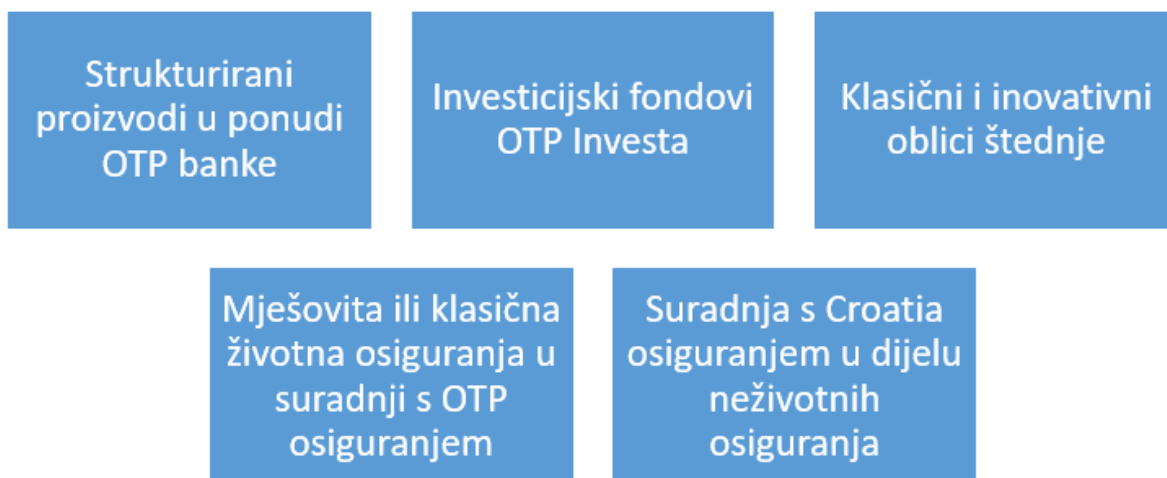 Strukturirani
proizvodi u ponudi
OTP banke
Investicijski fondovi
OTP Investa
Klasični i inovativni
oblici štednje
Mješovita ili klasična
životna osiguranja u
suradnji s OTP
osiguranjem
Suradnja s Croatia
osiguranjem u dijelu
neživotnih
osiguranja